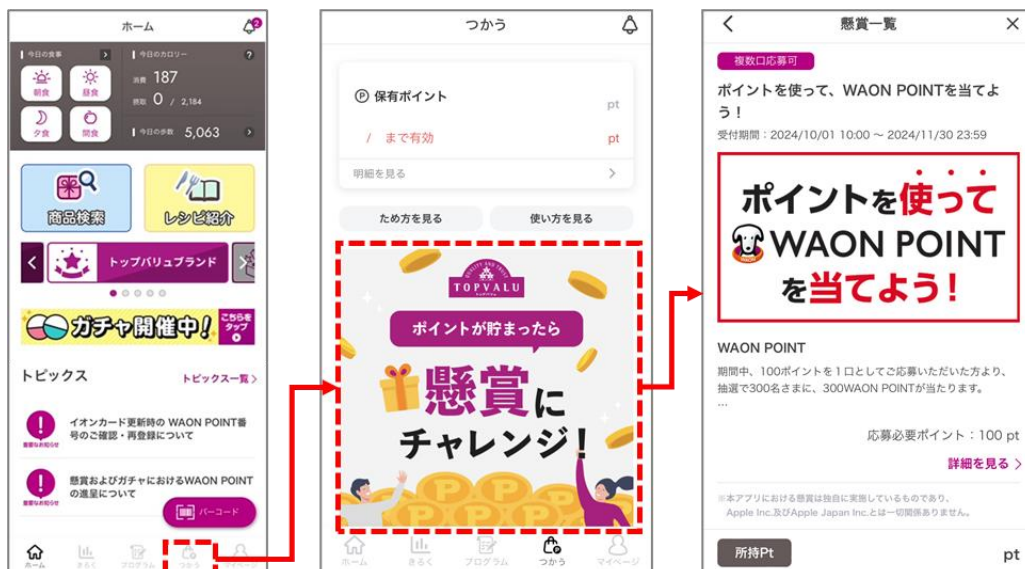 ホーム
2
今日の食事
今日のカロリー
?
朝食
昼食
消費 187
摂取 0 / 2,184
夕食
間食
今日の歩数 5,063
商品検索
レシピ紹介
トップバリュブランド
ガチャ開催中!
こちらを
タップ
トピックス
トピックス一覧
重要なお知らせ
イオンカード更新時の WAON POINT番
号のご確認・再登録について
重要なお知らせ
懸賞およびガチャにおけるWAON POINT
の進呈について
バーコード
ホーム
きるく
プログラム
つかう
マイページ
つかう
P 保有ポイント
pt
/ まで有効
pt
明細を見る
ため方を見る
使い方を見る
QUALITY AND TRUST
TOPVALU
ポイントが貯まったら
懸賞に
チャレンジ!
P P P
ホーム
きるく
プログラム
つかう
マイページ
懸賞一覧
複数口応募可
ポイントを使って、WAON POINTを当てよ
う!
受付期間：2024/10/01 10:00 ～ 2024/11/30 23:59
ポイントを使って
WAON POINT
を当てよう!
WAON POINT
期間中、100ポイントを1口としてご応募いただいた方より、
抽選で300名さまに、300WAON POINTが当たります。
…
応募必要ポイント：100 pt
詳細を見る
※本アプリにおける懸賞は独自に実施しているものであり、
Apple Inc.及びApple Japan Inc.とは一切関係ありません。
所持Pt
pt